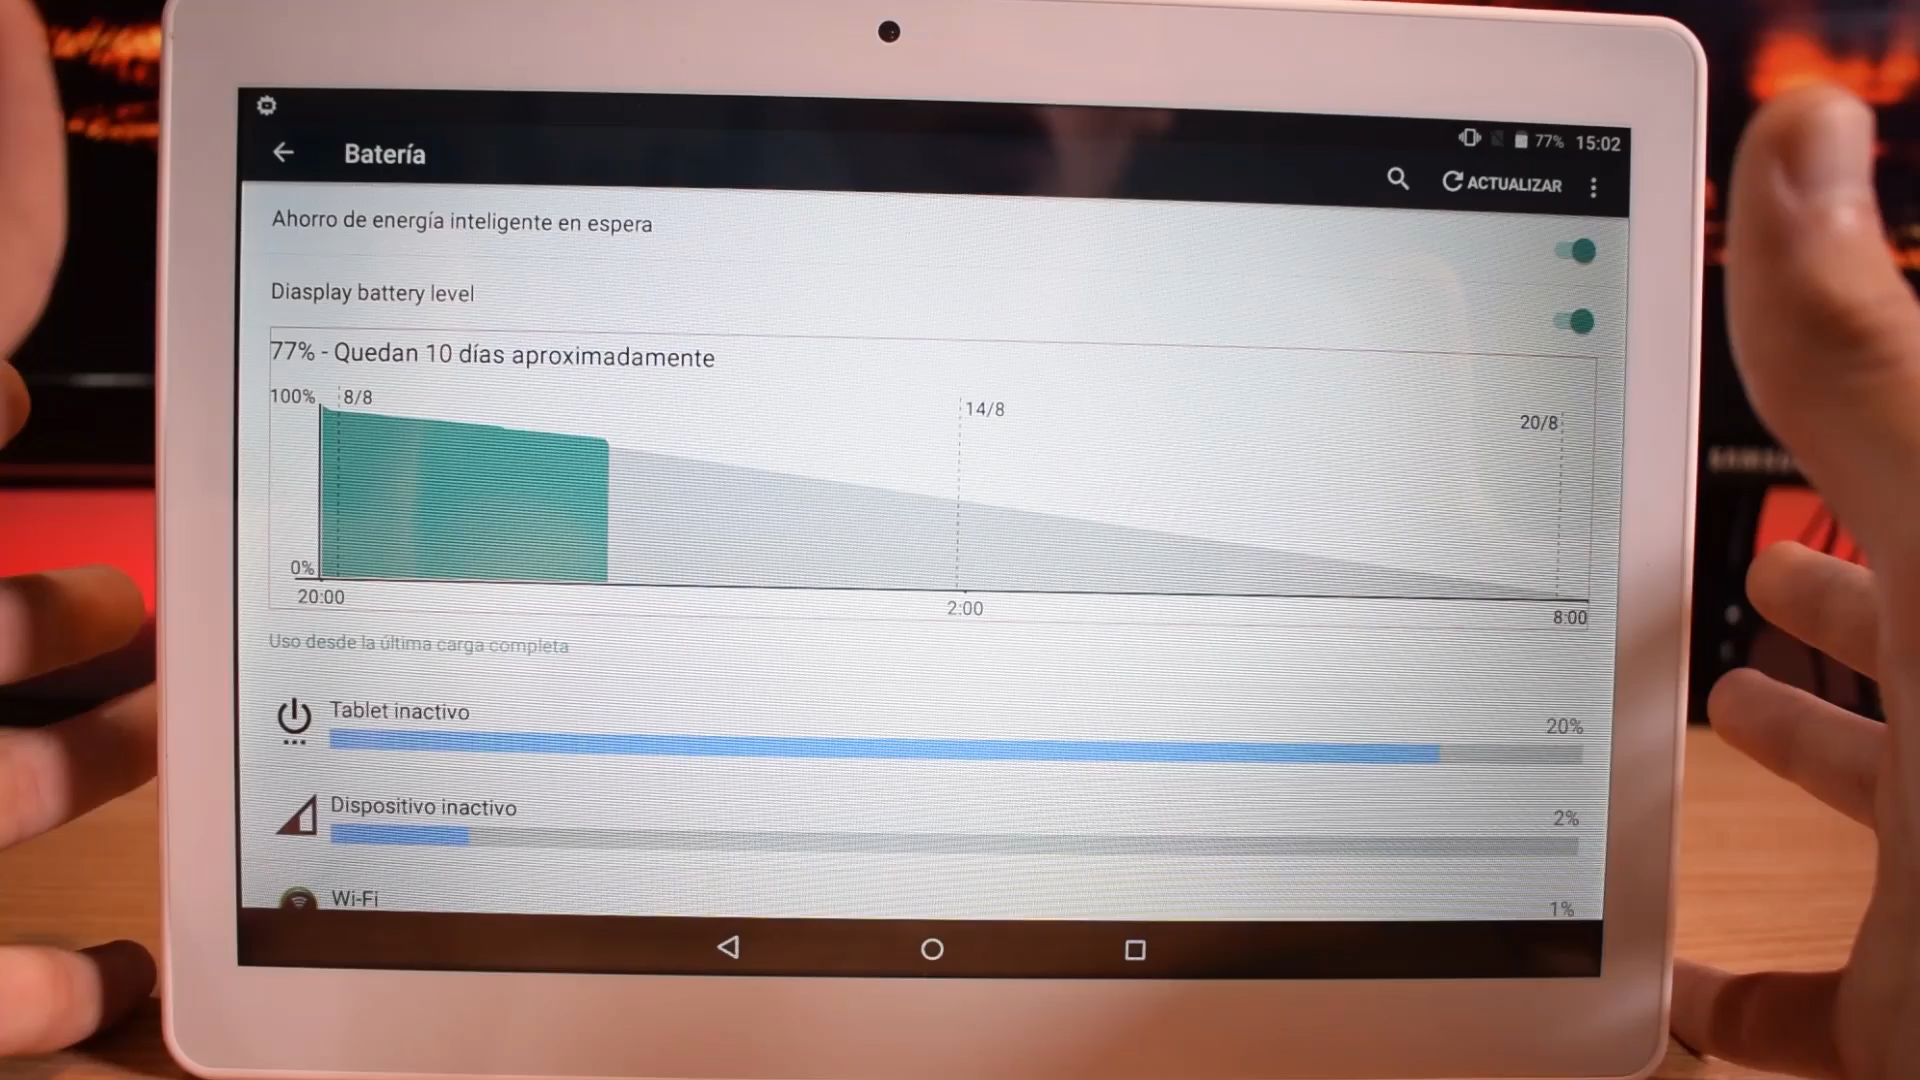 77% 15:02
Batería
ACTUALIZAR
Ahorro de energía inteligente en espera
Diasplay battery level
77% - Quedan 10 días aproximadamente
100% 8/8 14/8 20/8
0%
20:00 2:00 8:00
Uso desde la última carga completa
Tablet inactivo 20%
Dispositivo inactivo 2%
Wi-Fi 1%